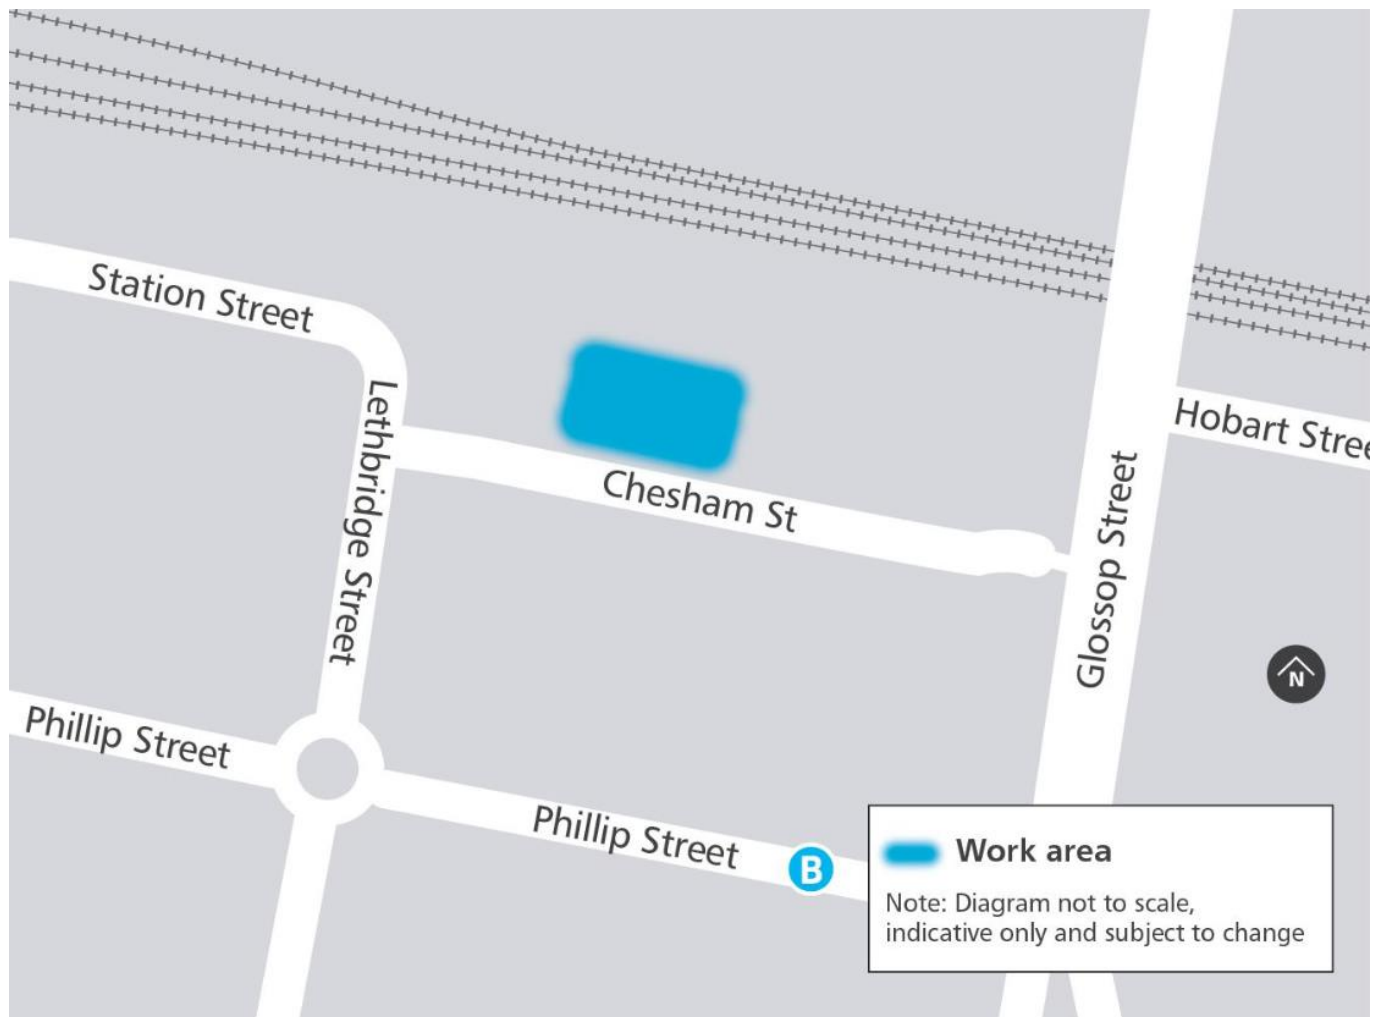 Station Street
Lethbridge Street
Chesham St
Hobart Stree
Glossop Street
N
Phillip Street
Phillip Street
B
Work area
Note: Diagram not to scale,
indicative only and subject to change